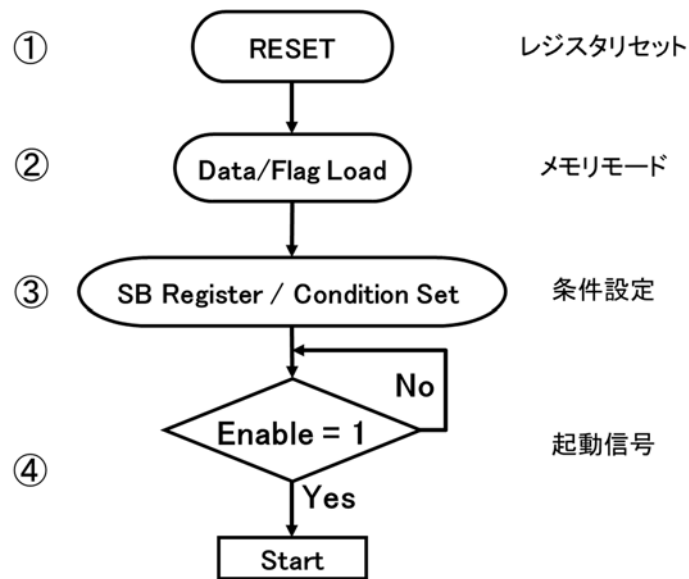 ① RESET レジスタリセット
② Data/Flag Load メモリモード
③ SB Register / Condition Set 条件設定
No
Enable = 1 起動信号
④
Yes
Start